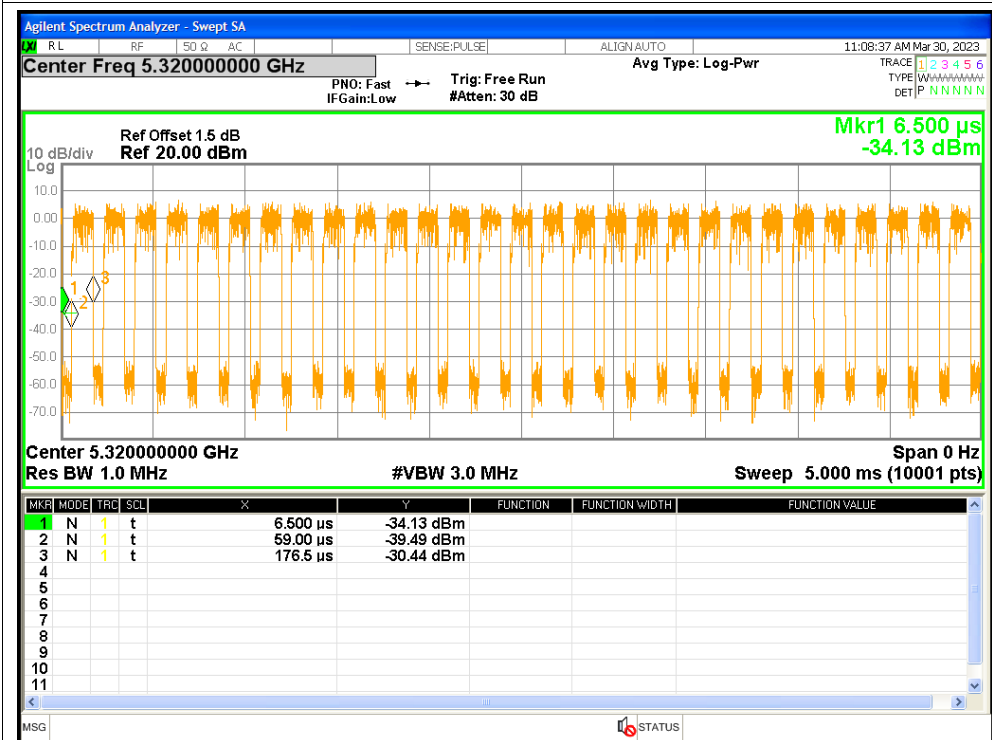 Agilent Spectrum Analyzer - Swept SA
LXI RL RF 50 Ω AC SENSE:PULSE ALIGN AUTO 11:08:37 AM Mar 30, 2023
Center Freq 5.320000000 GHz
PNO: Fast
IFGain:Low
Trig: Free Run
#Atten: 30 dB
Avg Type: Log-Pwr
TRACE 1 2 3 4 5 6
TYPE W
DET P N N N N N
Mkr1 6.500 µs
-34.13 dBm
Ref Offset 1.5 dB
10 dB/div Ref 20.00 dBm
Log
10.0
0.00
-10.0
-20.0
-30.0
-40.0
-50.0
-60.0
-70.0
1
2
3
Center 5.320000000 GHz Span 0 Hz
Res BW 1.0 MHz #VBW 3.0 MHz Sweep 5.000 ms (10001 pts)
MKR MODE TRC SCL X Y FUNCTION FUNCTION WIDTH FUNCTION VALUE
1 N 1 t 6.500 µs -34.13 dBm
2 N 1 t 59.00 µs -39.49 dBm
3 N 1 t 176.5 µs -30.44 dBm
4
5
6
7
8
9
10
11
MSG STATUS